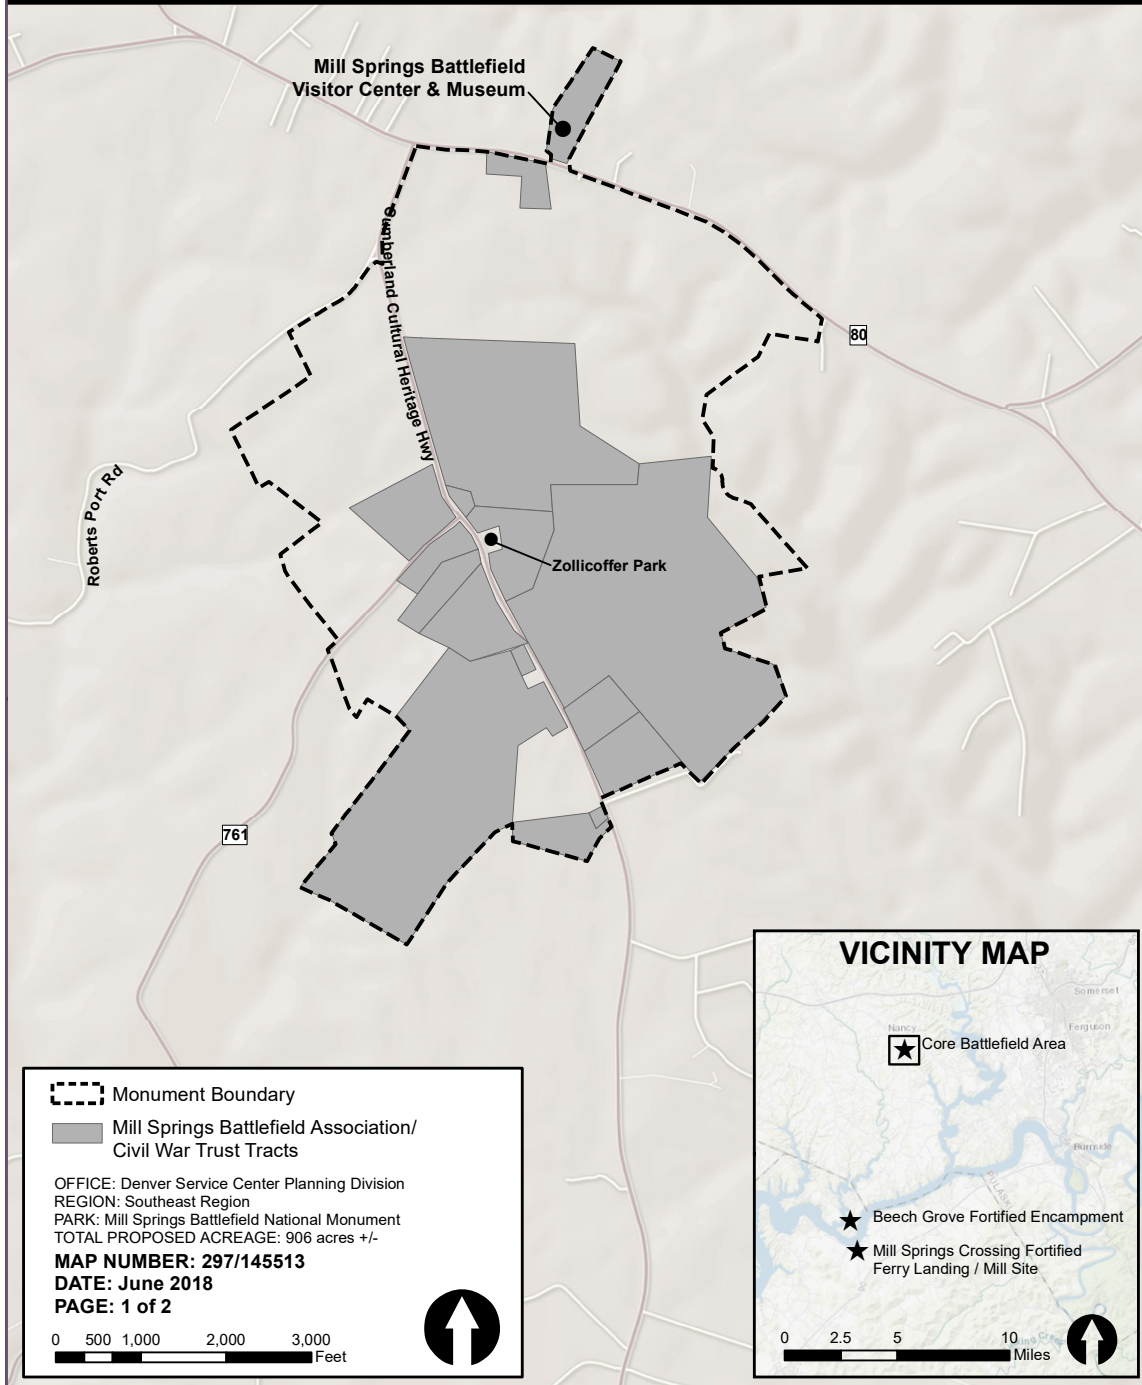 Mill Springs Battlefield
Visitor Center & Museum
Cumberland Cultural Heritage Hwy
80
Roberts Port Rd
Zollicoffer Park
761
VICINITY MAP
Somerset
Nancy
Ferguson
Core Battlefield Area
Burnside
PULASKI
Beech Grove Fortified Encampment
Mill Springs Crossing Fortified
Ferry Landing / Mill Site
0 2.5 5 10
Miles
Monument Boundary
Mill Springs Battlefield Association/
Civil War Trust Tracts
OFFICE: Denver Service Center Planning Division
REGION: Southeast Region
PARK: Mill Springs Battlefield National Monument
TOTAL PROPOSED ACREAGE: 906 acres +/-
MAP NUMBER: 297/145513
DATE: June 2018
PAGE: 1 of 2
0 500 1,000 2,000 3,000
Feet